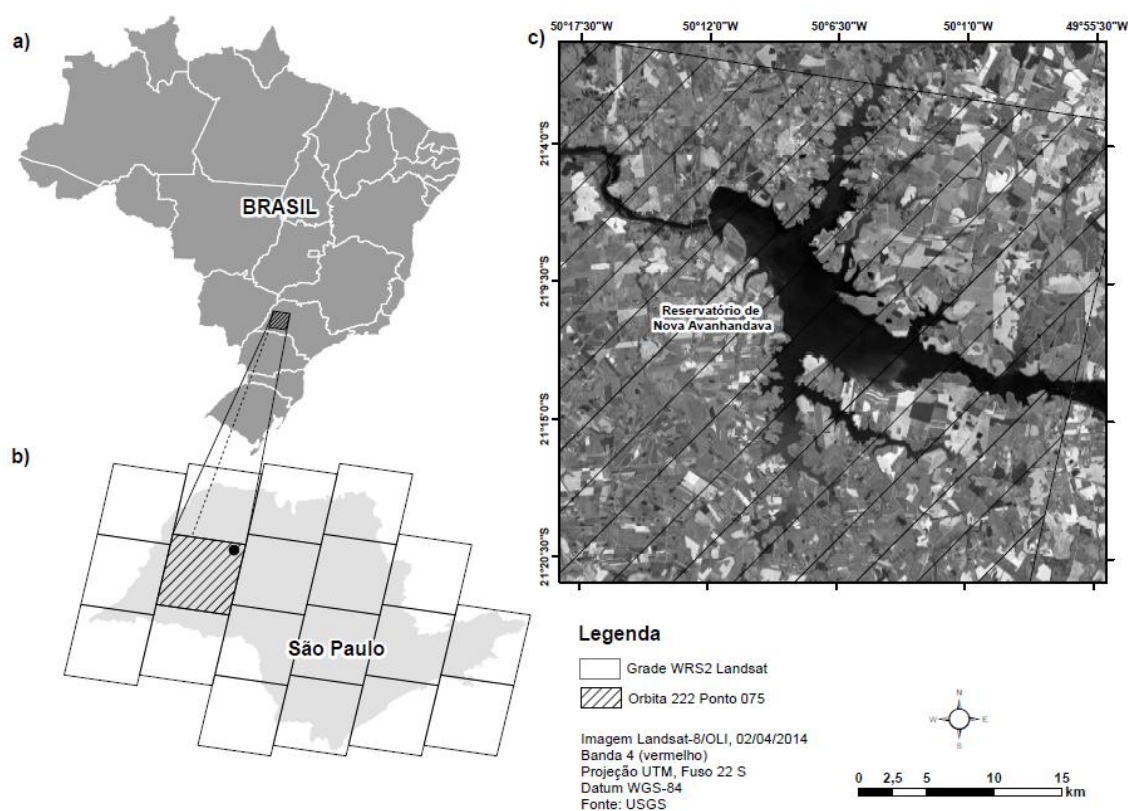 a)
BRASIL
b)
São Paulo
c)
50°17'30"W 50°12'0"W 50°6'30"W 50°1'0"W 49°55'30"W
21°4'0"S
21°9'30"S
21°15'0"S
21°20'30"S
Reservatório de
Nova Avanhandava
Legenda
Grade WRS2 Landsat
Orbita 222 Ponto 075
Imagem Landsat-8/OLI, 02/04/2014
Banda 4 (vermelho)
Projeção UTM, Fuso 22 S
Datum WGS-84
Fonte: USGS
N
W E
S
0 2,5 5 10 15
km